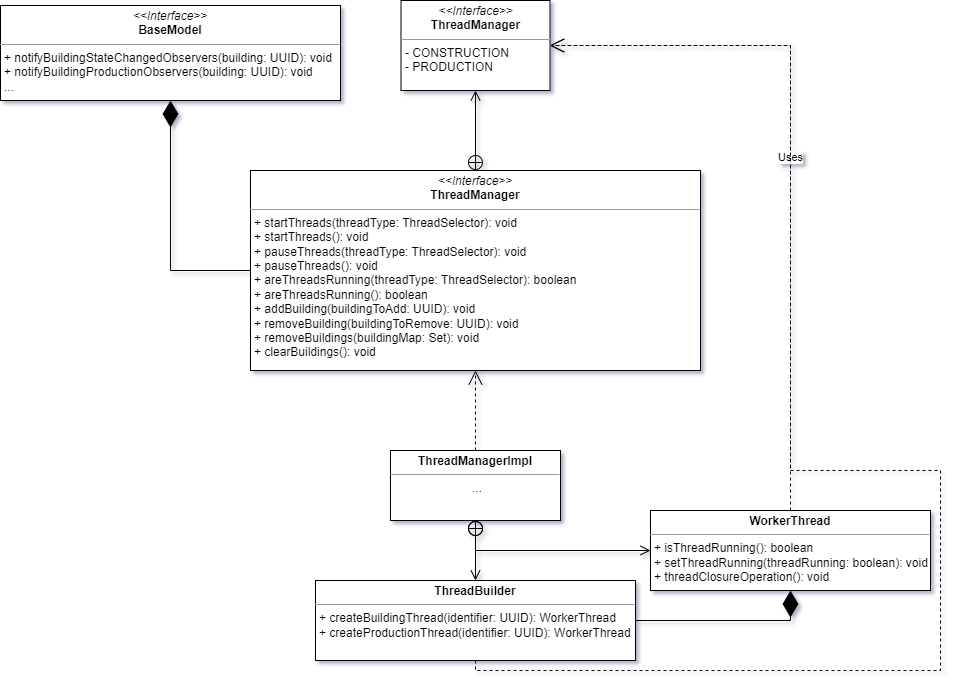 <<Interface>>
BaseModel
+ notifyBuildingStateChangedObservers(building: UUID): void
+ notifyBuildingProductionObservers(building: UUID): void
...
<<Interface>>
ThreadManager
- CONSTRUCTION
- PRODUCTION
Uses
<<Interface>>
ThreadManager
+ startThreads(threadType: ThreadSelector): void
+ startThreads(): void
+ pauseThreads(threadType: ThreadSelector): void
+ pauseThreads(): void
+ areThreadsRunning(threadType: ThreadSelector): boolean
+ areThreadsRunning(): boolean
+ addBuilding(buildingToAdd: UUID): void
+ removeBuilding(buildingToRemove: UUID): void
+ removeBuildings(buildingMap: Set): void
+ clearBuildings(): void
ThreadManagerImpl
...
WorkerThread
+ isThreadRunning(): boolean
+ setThreadRunning(threadRunning: boolean): void
+ threadClosureOperation(): void
ThreadBuilder
+ createBuildingThread(identifier: UUID): WorkerThread
+ createProductionThread(identifier: UUID): WorkerThread